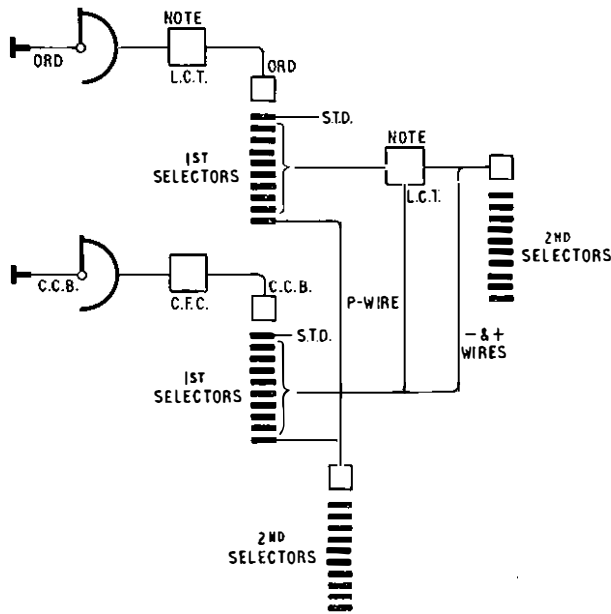 NOTE
ORD
L.C.T.
ORD
S.T.D.
NOTE
1ST
SELECTORS
L.C.T.
2ND
SELECTORS
C.C.B.
C.F.C.
C.C.B.
P-WIRE
S.T.D.
- & +
WIRES
1ST
SELECTORS
2ND
SELECTORS